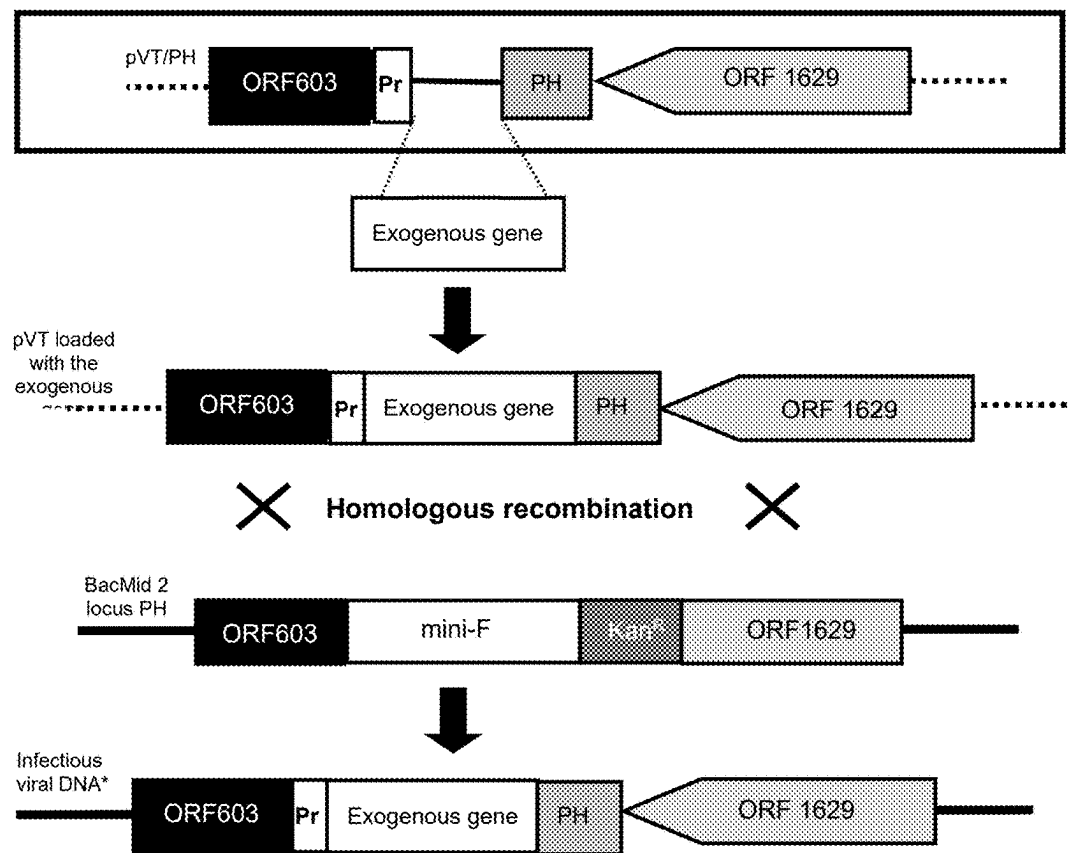 pVT/PH
ORF603
Pr
PH
ORF 1629
Exogenous gene
pVT loaded
with the
exogenous
ORF603
Pr
Exogenous gene
PH
ORF 1629
Homologous recombination
BacMid 2
locus PH
ORF603
mini-F
ORF1629
Infectious
viral DNA*
ORF603
Pr
Exogenous gene
PH
ORF 1629